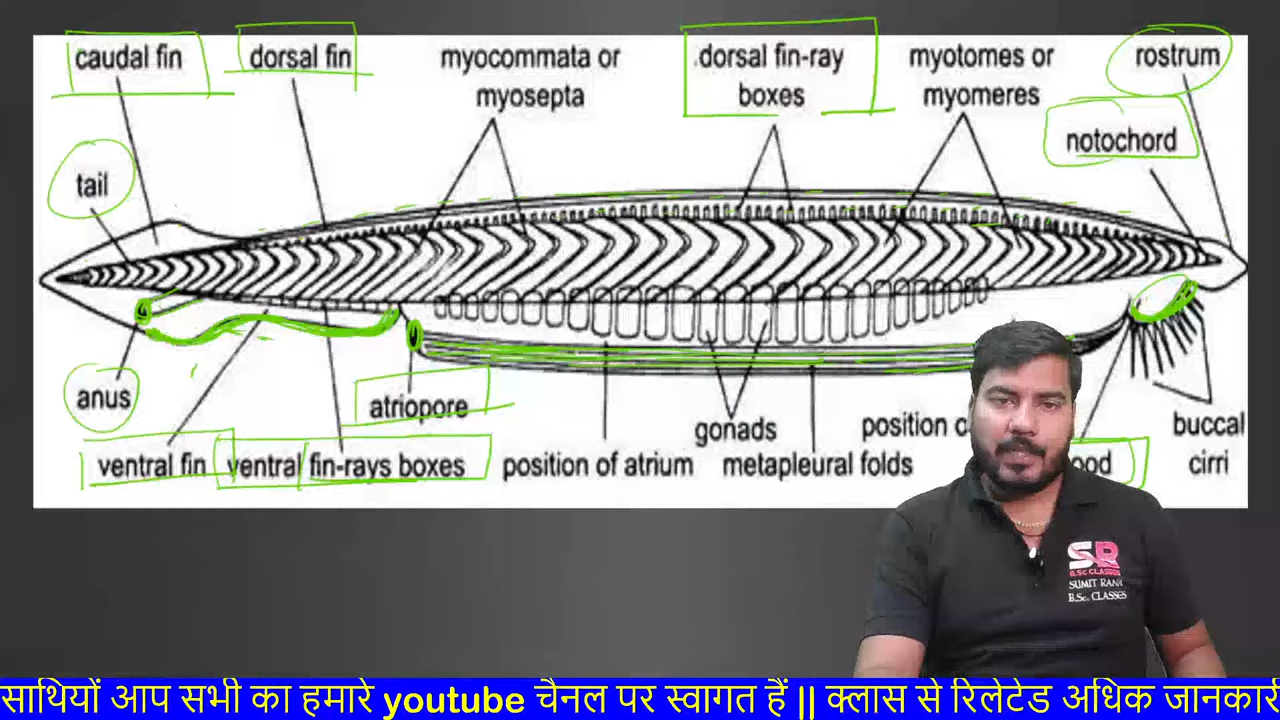 caudal fin
dorsal fin
myocommata or
myosepta
dorsal fin-ray
boxes
myotomes or
myomeres
rostrum
notochord
tail
anus
atriopore
ventral fin
ventral fin-rays boxes
position of atrium
gonads
metapleural folds
position
buccal
cirri
SR
B.SC CLASSES
SUMIT RANA
B.Sc. CLASSES
साथियों आप सभी का हमारे youtube चैनल पर स्वागत हैं || क्लास से रिलेटेड अधिक जानकारी